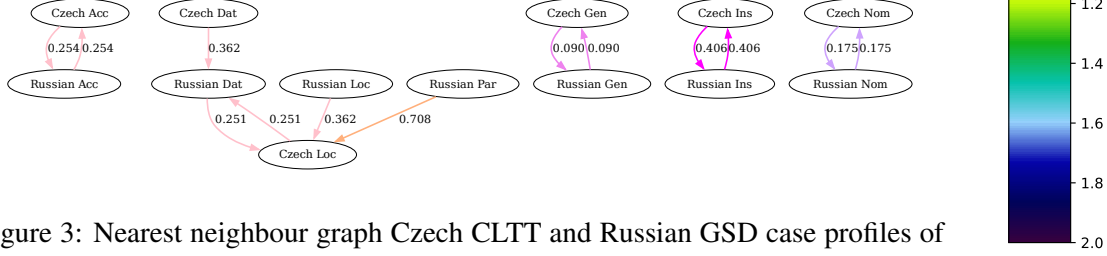 Czech Acc Czech Dat Czech Gen Czech Ins Czech Nom 1.2
0.254 0.254 0.362 0.090 0.090 0.406 0.406 0.175 0.175 1.4
Russian Acc Russian Dat Russian Loc Russian Par Russian Gen Russian Ins Russian Nom
0.251 0.251 0.362 0.708 1.6
Czech Loc
1.8
gure 3: Nearest neighbour graph Czech CLTT and Russian GSD case profiles of
2.0